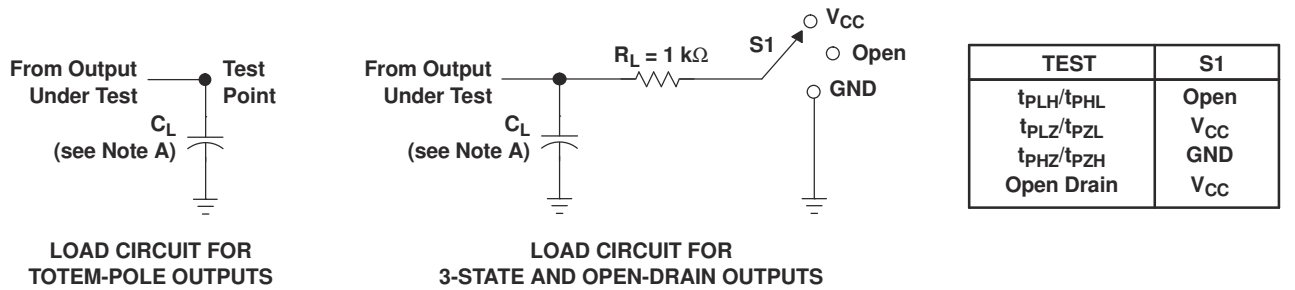 From Output
Under Test
Test
Point
C_L
(see Note A)
LOAD CIRCUIT FOR
TOTEM-POLE OUTPUTS
From Output
Under Test
C_L
(see Note A)
R_L = 1 kΩ
S1
V_CC
Open
GND
LOAD CIRCUIT FOR
3-STATE AND OPEN-DRAIN OUTPUTS
TEST S1
t_PLH/t_PHL Open
t_PLZ/t_PZL V_CC
t_PHZ/t_PZH GND
Open Drain V_CC